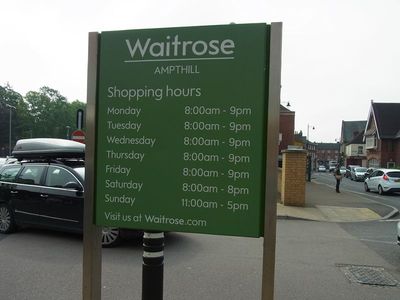 Waitrose
AMPTHILL
Shopping hours
Monday 8:00am - 9pm
Tuesday 8:00am - 9pm
Wednesday 8:00am - 9pm
Thursday 8:00am - 9pm
Friday 8:00am - 9pm
Saturday 8:00am - 8pm
Sunday 11:00am - 5pm
Visit us at Waitrose.com